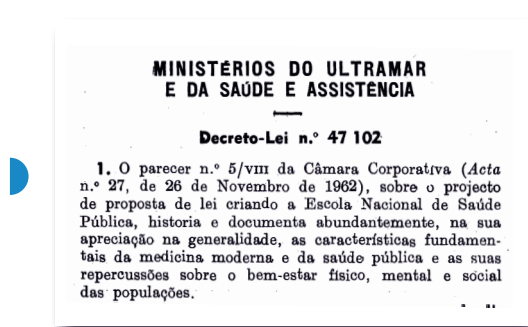 MINISTÉRIOS DO ULTRAMAR
E DA SAÚDE E ASSISTÊNCIA
Decreto-Lei n.º 47 102
1. O parecer n.º 5/VIII da Câmara Corporativa (Acta
n.º 27, de 26 de Novembro de 1962), sobre o projecto
de proposta de lei criando a Escola Nacional de Saúde
Pública, historia e documenta abundantemente, na sua
apreciação na generalidade, as características fundamen-
tais da medicina moderna e da saúde pública e as suas
repercussões sobre o bem-estar físico, mental e social
das populações.